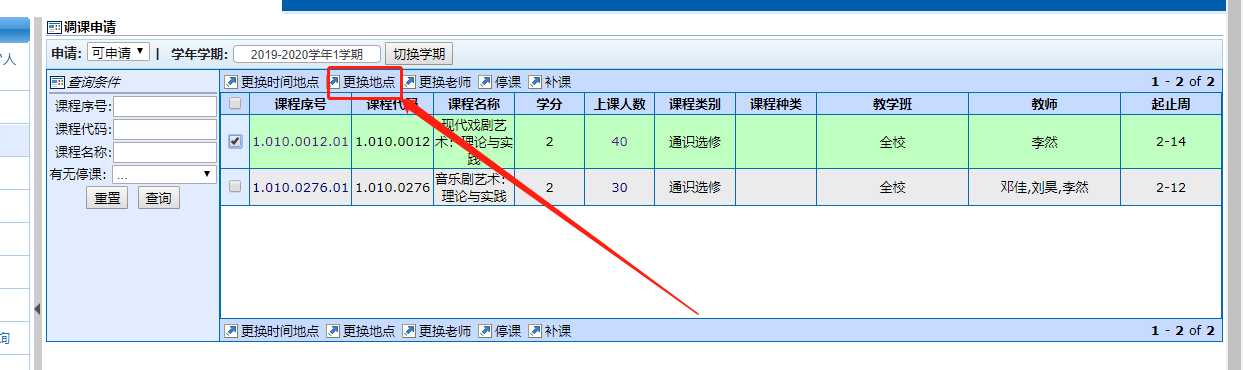 调课申请
申请: 可申请 | 学年学期: 2019-2020学年1学期 切换学期
查询条件
课程序号:
课程代码:
课程名称:
有无停课: ...
重置 查询
更换时间地点 更换地点 更换老师 停课 补课 1 - 2 of 2
课程序号 课程代 课程名称 学分 上课人数 课程类别 课程种类 教学班 教师 起止周
1.010.0012.01 1.010.0012 现代戏剧艺术：理论与实践 2 40 通识选修 全校 李然 2-14
1.010.0276.01 1.010.0276 音乐剧艺术：理论与实践 2 30 通识选修 全校 邓佳,刘昊,李然 2-12
更换时间地点 更换地点 更换老师 停课 补课 1 - 2 of 2
人
询